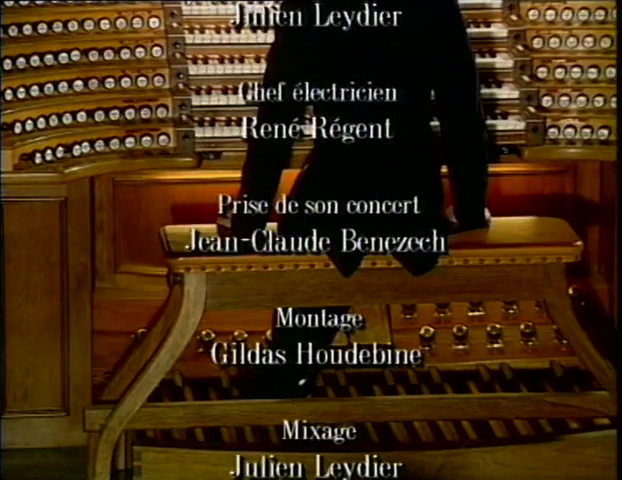 Julien Leydier
Chef électricien
René Régent
Prise de son concert
Jean-Claude Benezech
Montage
Gildas Houdebine
Mixage
Julien Leydier